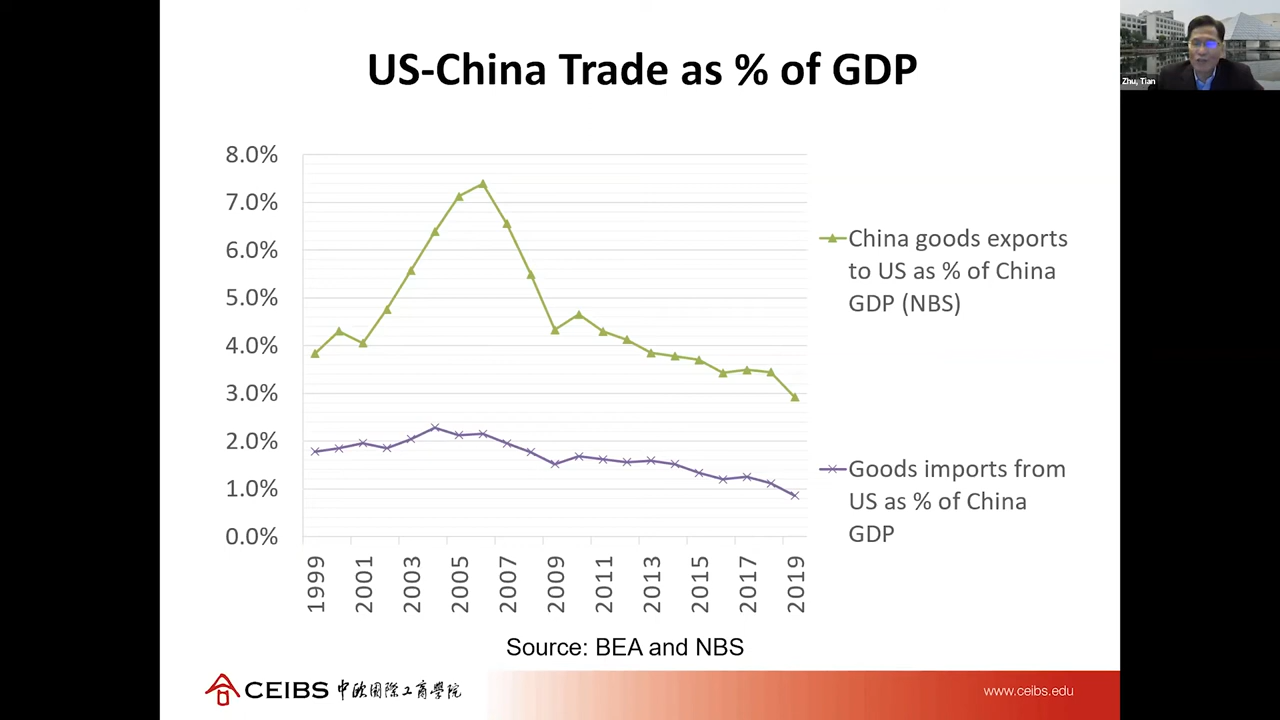 US-China Trade as % of GDP
Zhu, Tian
8.0%
7.0%
6.0%
5.0%
4.0%
3.0%
2.0%
1.0%
0.0%
1999
2001
2003
2005
2007
2009
2011
2013
2015
2017
2019
China goods exports
to US as % of China
GDP (NBS)
Goods imports from
US as % of China
GDP
Source: BEA and NBS
CEIBS 中欧國際工商學院
www.ceibs.edu